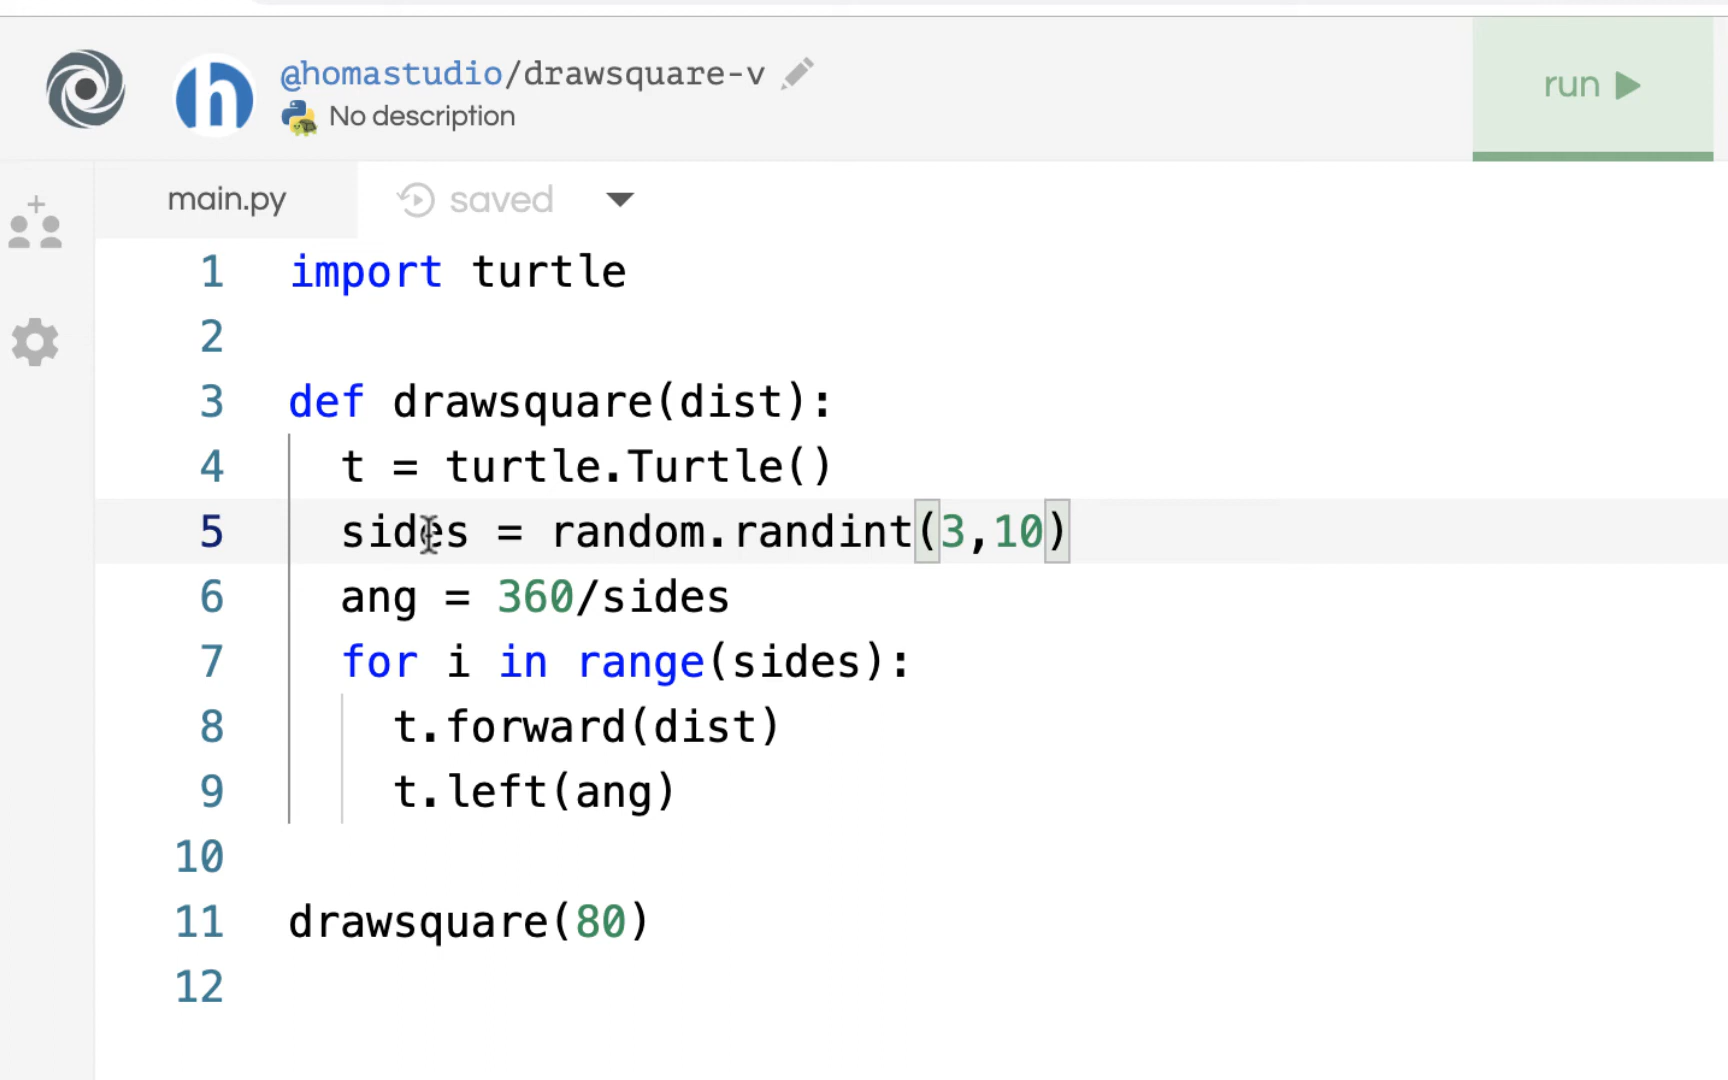 h @homastudio/drawsquare-v
No description
run
main.py saved
1 import turtle
2
3 def drawsquare(dist):
4 t = turtle.Turtle()
5 sides = random.randint(3,10)
6 ang = 360/sides
7 for i in range(sides):
8 t.forward(dist)
9 t.left(ang)
10
11 drawsquare(80)
12